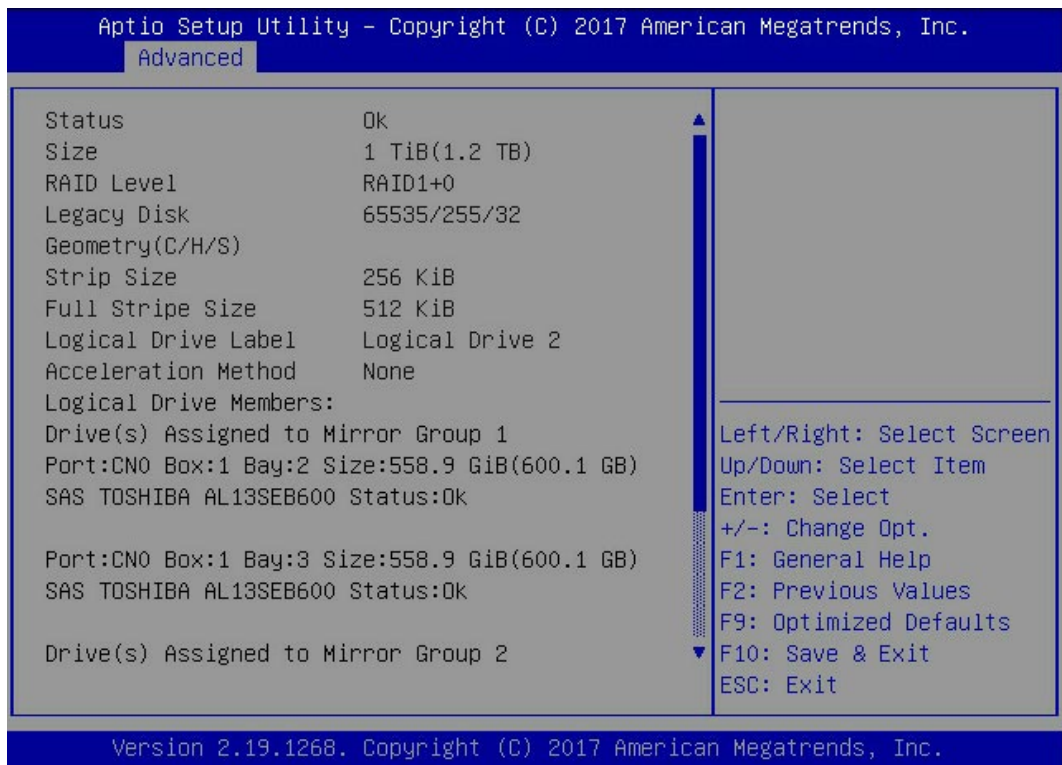 Aptio Setup Utility – Copyright (C) 2017 American Megatrends, Inc.
Advanced
Status Ok
Size 1 TiB(1.2 TB)
RAID Level RAID1+0
Legacy Disk 65535/255/32
Geometry(C/H/S)
Strip Size 256 KiB
Full Stripe Size 512 KiB
Logical Drive Label Logical Drive 2
Acceleration Method None
Logical Drive Members:
Drive(s) Assigned to Mirror Group 1
Port:CN0 Box:1 Bay:2 Size:558.9 GiB(600.1 GB)
SAS TOSHIBA AL13SEB600 Status:Ok
Port:CN0 Box:1 Bay:3 Size:558.9 GiB(600.1 GB)
SAS TOSHIBA AL13SEB600 Status:Ok
Drive(s) Assigned to Mirror Group 2
Left/Right: Select Screen
Up/Down: Select Item
Enter: Select
+/-: Change Opt.
F1: General Help
F2: Previous Values
F9: Optimized Defaults
F10: Save & Exit
ESC: Exit
Version 2.19.1268. Copyright (C) 2017 American Megatrends, Inc.